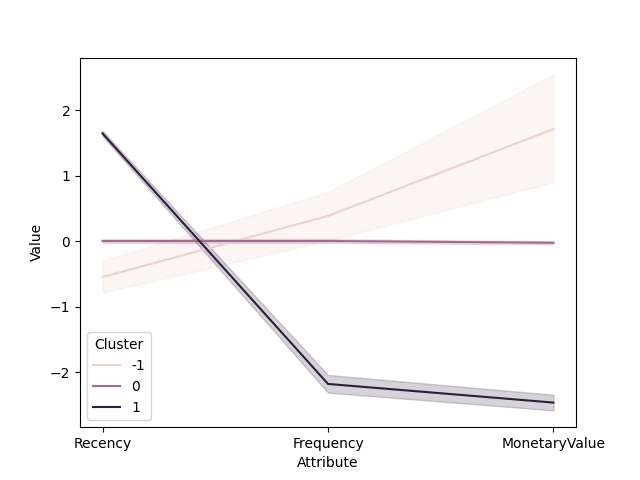 2
1
0
−1
−2
Value
Cluster
-1
0
1
Recency
Frequency
MonetaryValue
Attribute